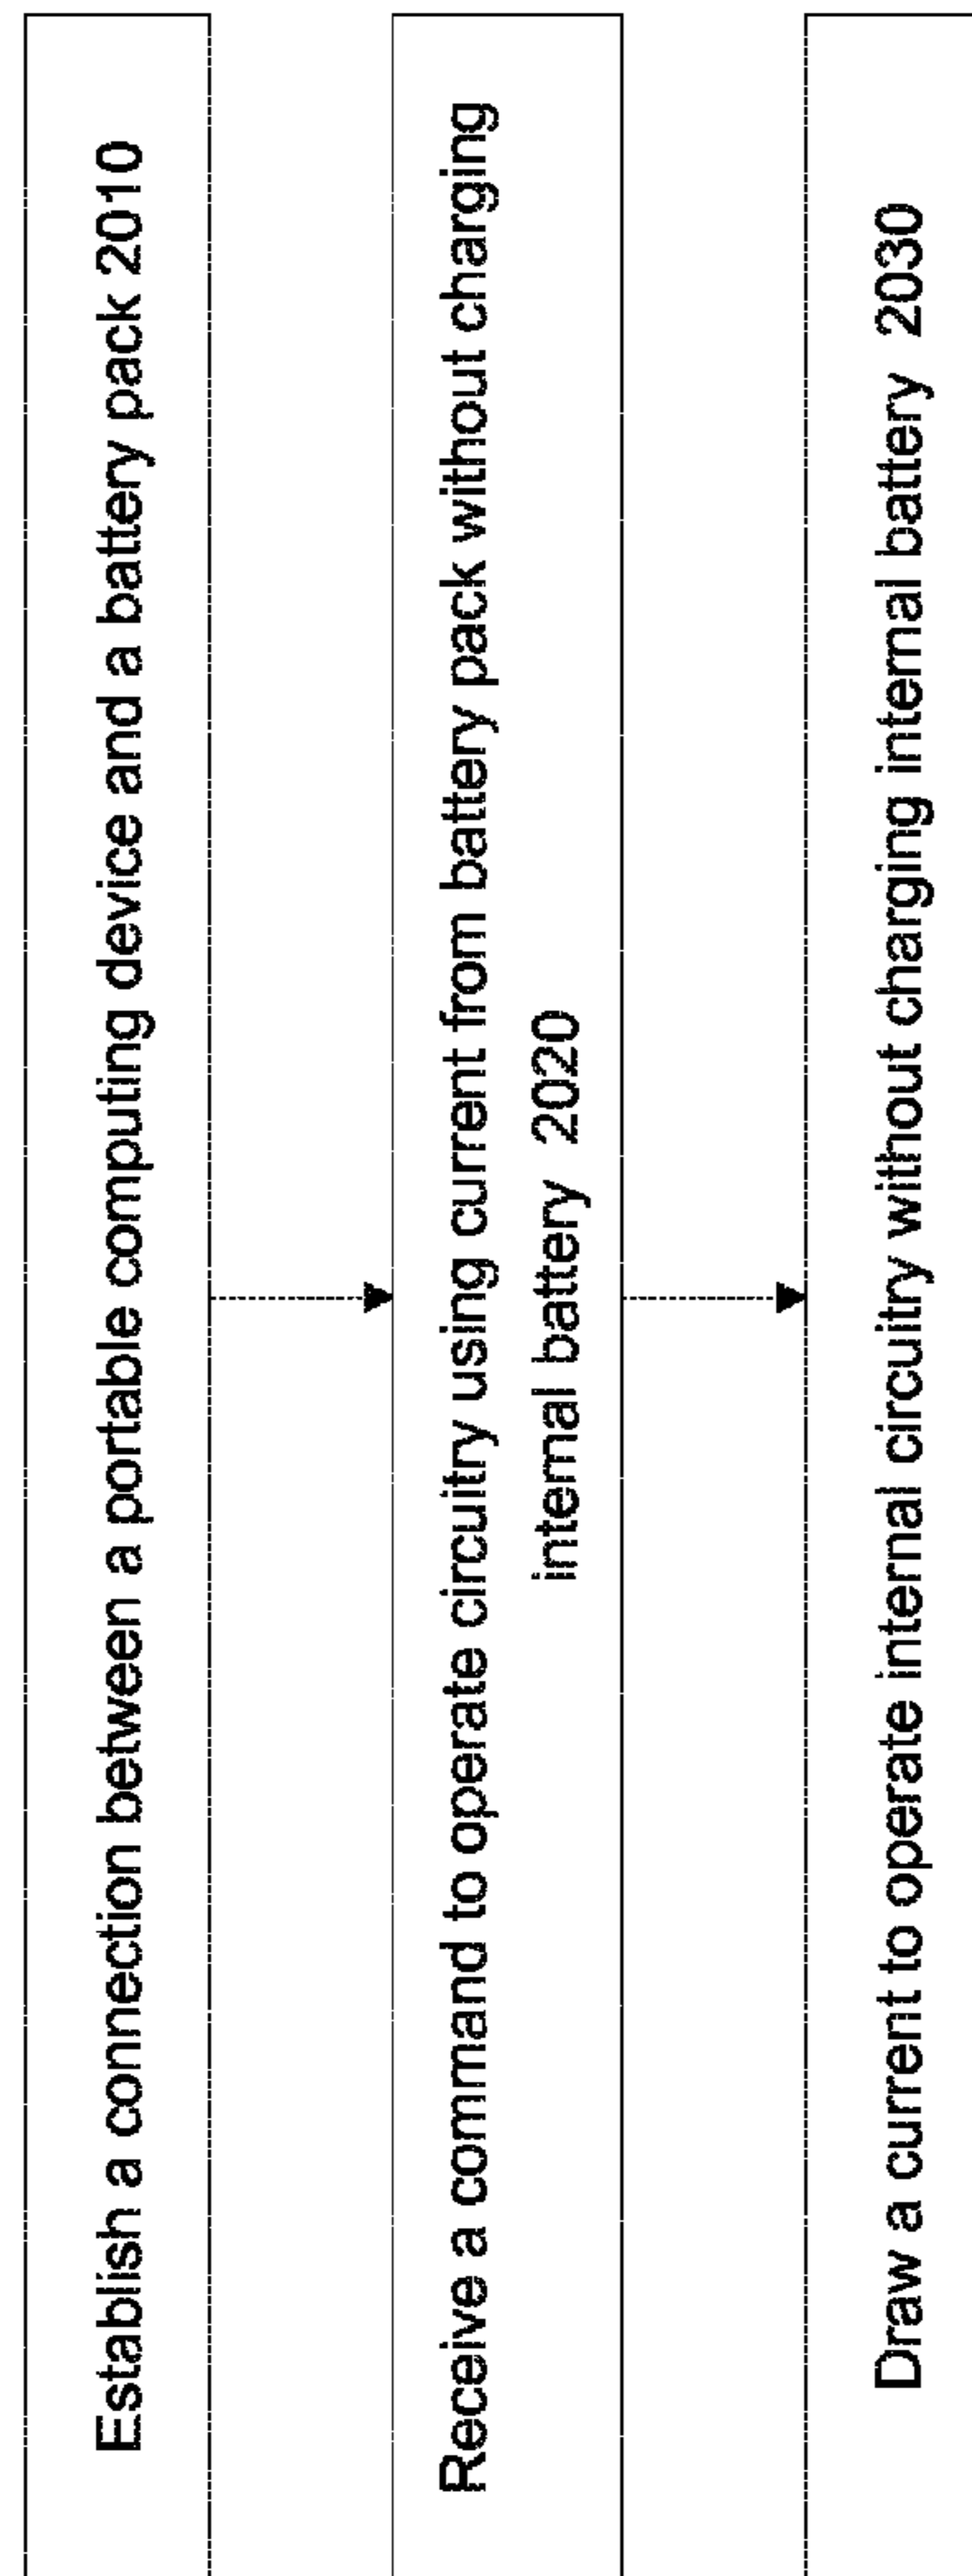 Establish a connection between a portable computing device and a battery pack 2010
Receive a command to operate circuitry using current from battery pack without charging
internal battery 2020
Draw a current to operate internal circuitry without charging internal battery 2030